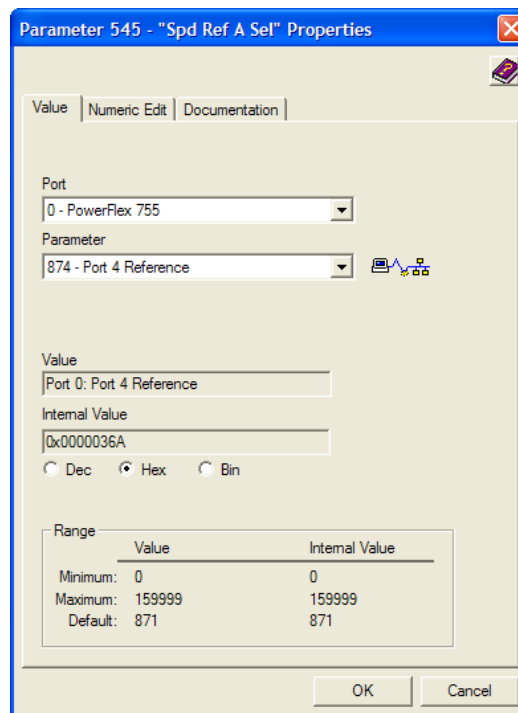 Parameter 545 - "Spd Ref A Sel" Properties
Value Numeric Edit Documentation
Port
0 - PowerFlex 755
Parameter
874 - Port 4 Reference
Value
Port 0: Port 4 Reference
Internal Value
0x0000036A
Dec Hex Bin
Range
Value Internal Value
Minimum: 0 0
Maximum: 159999 159999
Default: 871 871
OK Cancel